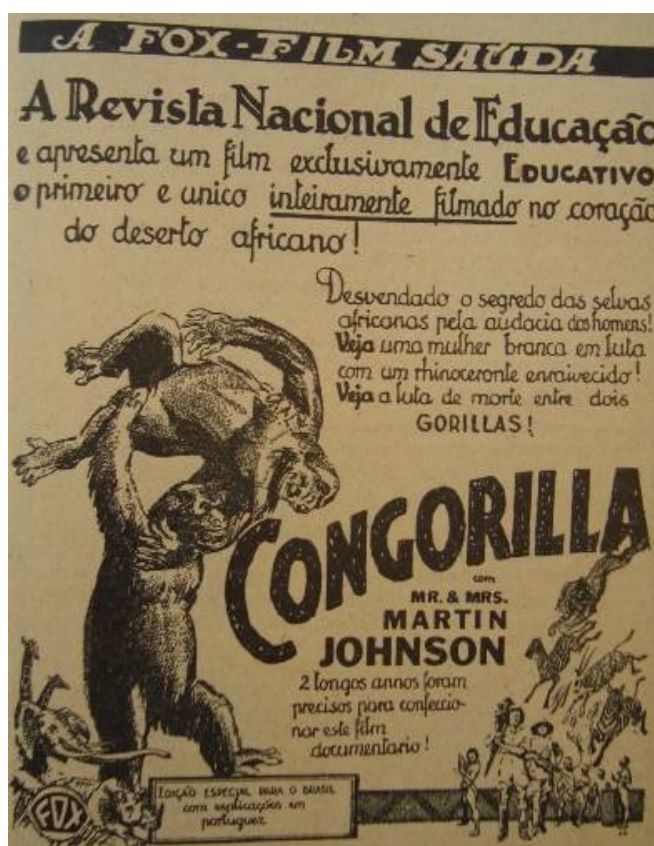 A FOX-FILM SAÚDA
A Revista Nacional de Educação
e apresenta um film exclusivamente EDUCATIVO
o primeiro e unico inteiramente filmado no coração
do deserto africano!
Desvendado o segredo das selvas
africanas pela audacia dos homens!
Veja uma mulher branca em luta
com um rhinoceronte enraivecido!
Veja a luta de morte entre dois
GORILLAS!
CONGORILLA
com
MR. & MRS.
MARTIN
JOHNSON
2 longos annos foram
precisos para confeccio-
nar este film
documentario!
EDIÇÃO ESPECIAL PARA O BRASIL
com explicações em
portuguez
FOX